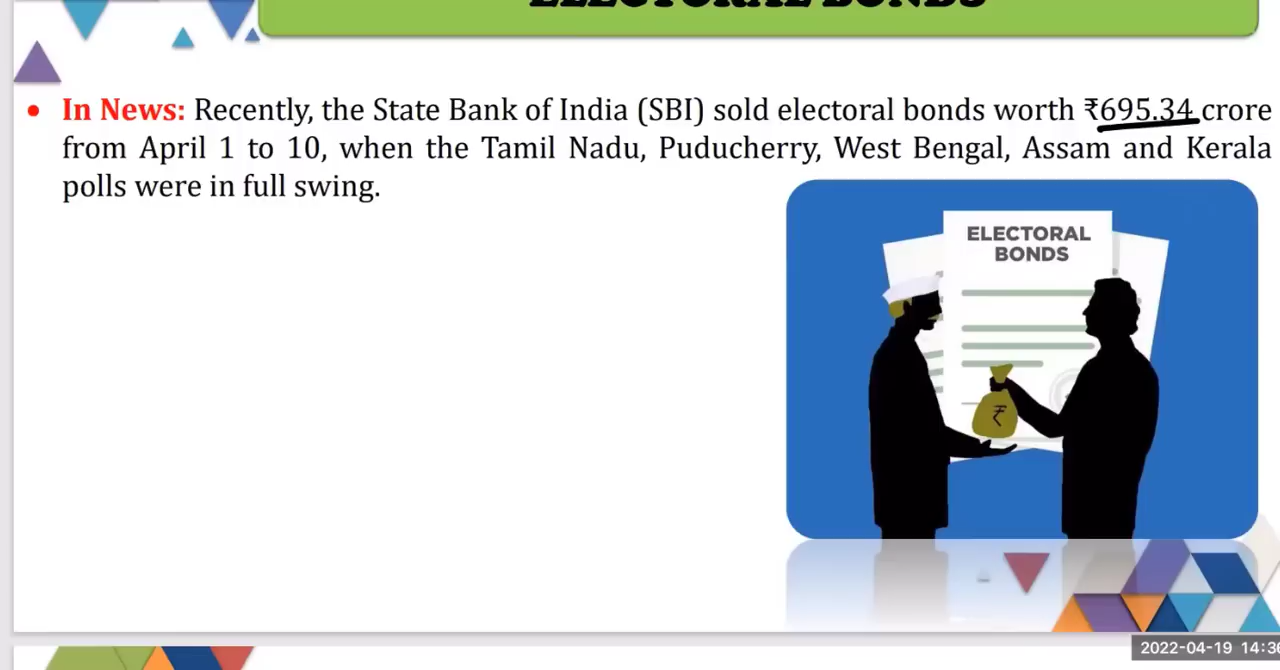 ELECTORAL BONDS
• In News: Recently, the State Bank of India (SBI) sold electoral bonds worth ₹695.34 crore
from April 1 to 10, when the Tamil Nadu, Puducherry, West Bengal, Assam and Kerala
polls were in full swing.
ELECTORAL
BONDS
₹
2022-04-19 14:36